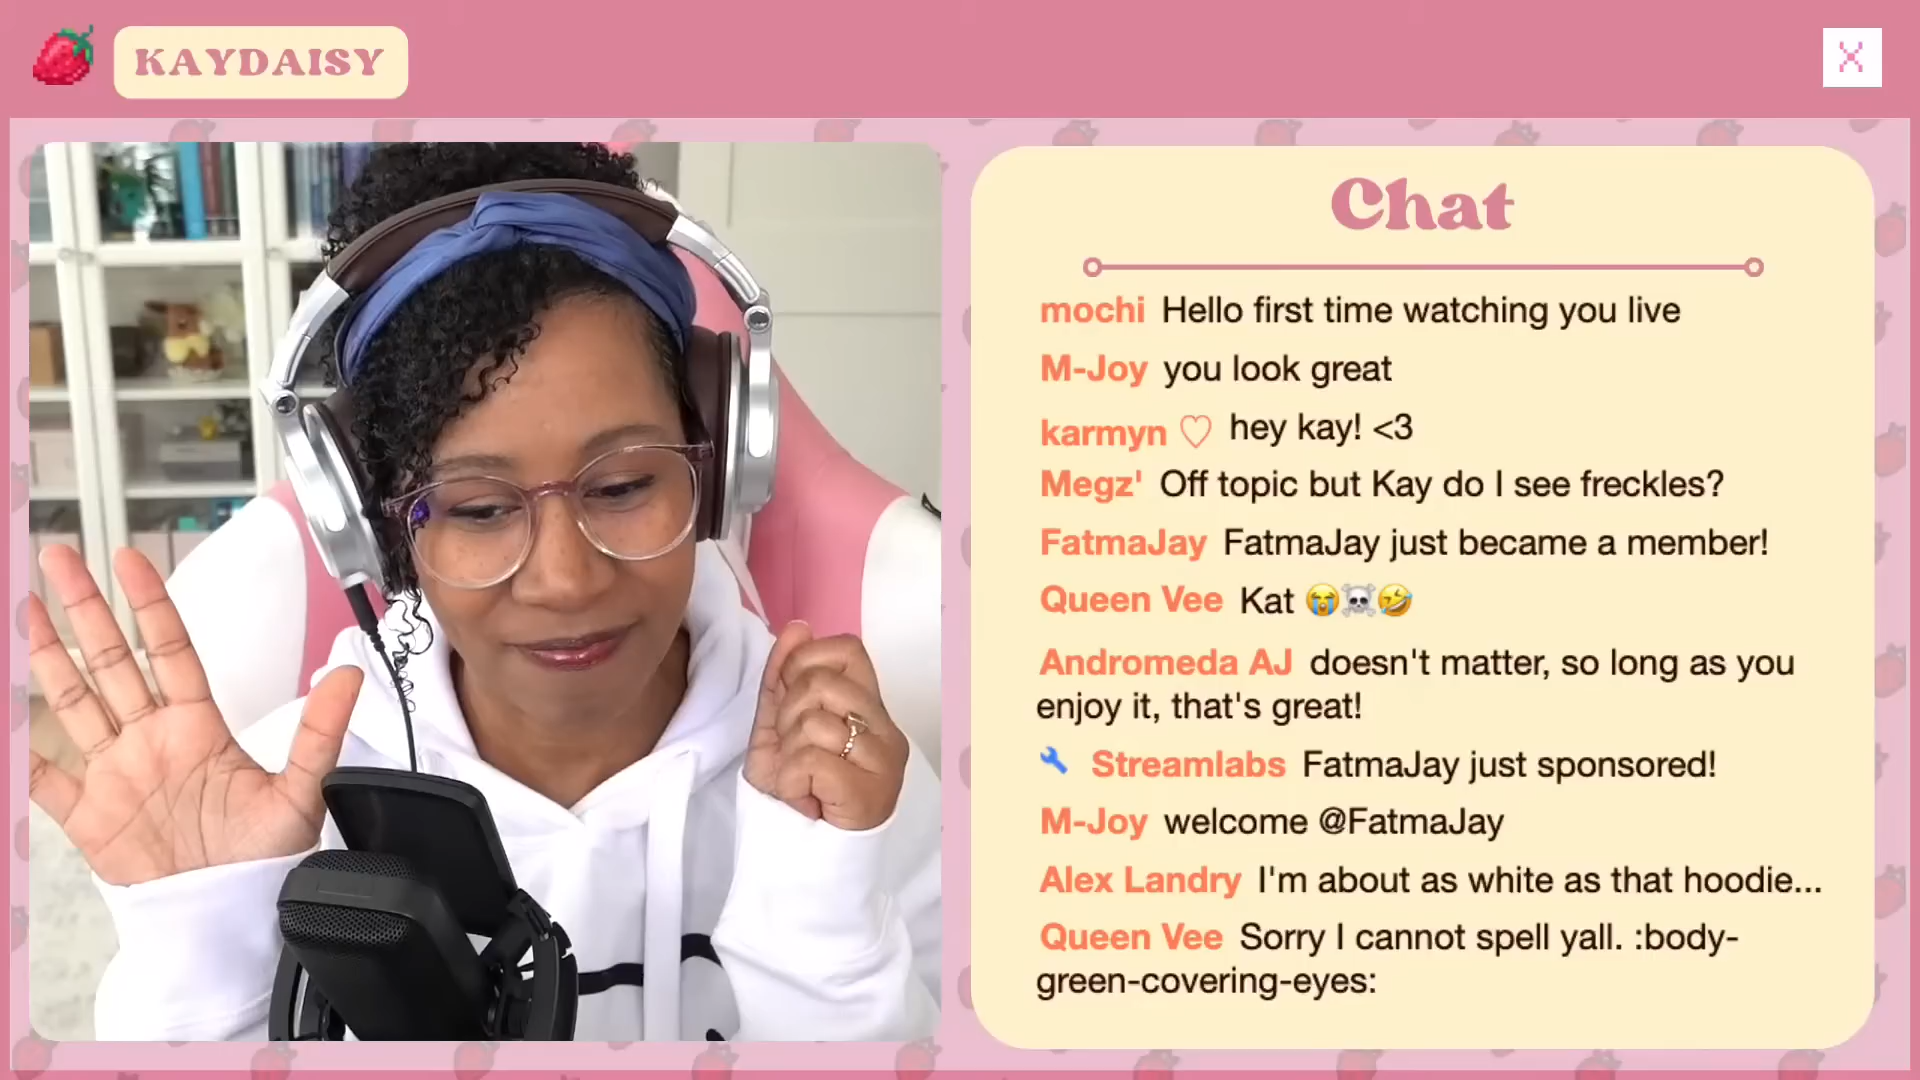 KAYDAISY
Chat
mochi Hello first time watching you live
M-Joy you look great
karmyn ♡ hey kay! <3
Megz' Off topic but Kay do I see freckles?
FatmaJay FatmaJay just became a member!
Queen Vee Kat 😭☠️🤣
Andromeda AJ doesn't matter, so long as you
enjoy it, that's great!
Streamlabs FatmaJay just sponsored!
M-Joy welcome @FatmaJay
Alex Landry I'm about as white as that hoodie...
Queen Vee Sorry I cannot spell yall. :body-
green-covering-eyes: